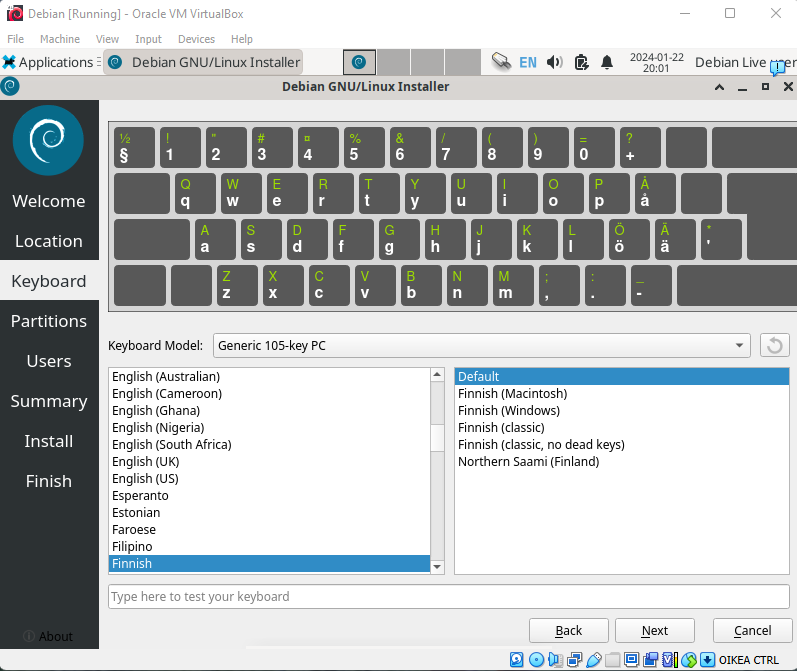 Debian [Running] - Oracle VM VirtualBox
File Machine View Input Devices Help
Applications Debian GNU/Linux Installer EN 2024-01-22 20:01 Debian Live user
Debian GNU/Linux Installer
½ ! " # ¤ % & / ( ) = ?
§ 1 2 3 4 5 6 7 8 9 0 +
Q W E R T Y U I O P Å
q w e r t y u i o p å
A S D F G H J K L Ö Ä *
a s d f g h j k l ö ä '
Z X C V B N M ; : _
z x c v b n m , . -
Welcome
Location
Keyboard
Partitions
Users
Summary
Install
Finish
About
Keyboard Model: Generic 105-key PC
English (Australian)
English (Cameroon)
English (Ghana)
English (Nigeria)
English (South Africa)
English (UK)
English (US)
Esperanto
Estonian
Faroese
Filipino
Finnish
Default
Finnish (Macintosh)
Finnish (Windows)
Finnish (classic)
Finnish (classic, no dead keys)
Northern Saami (Finland)
Type here to test your keyboard
Back Next Cancel
OIKEA CTRL